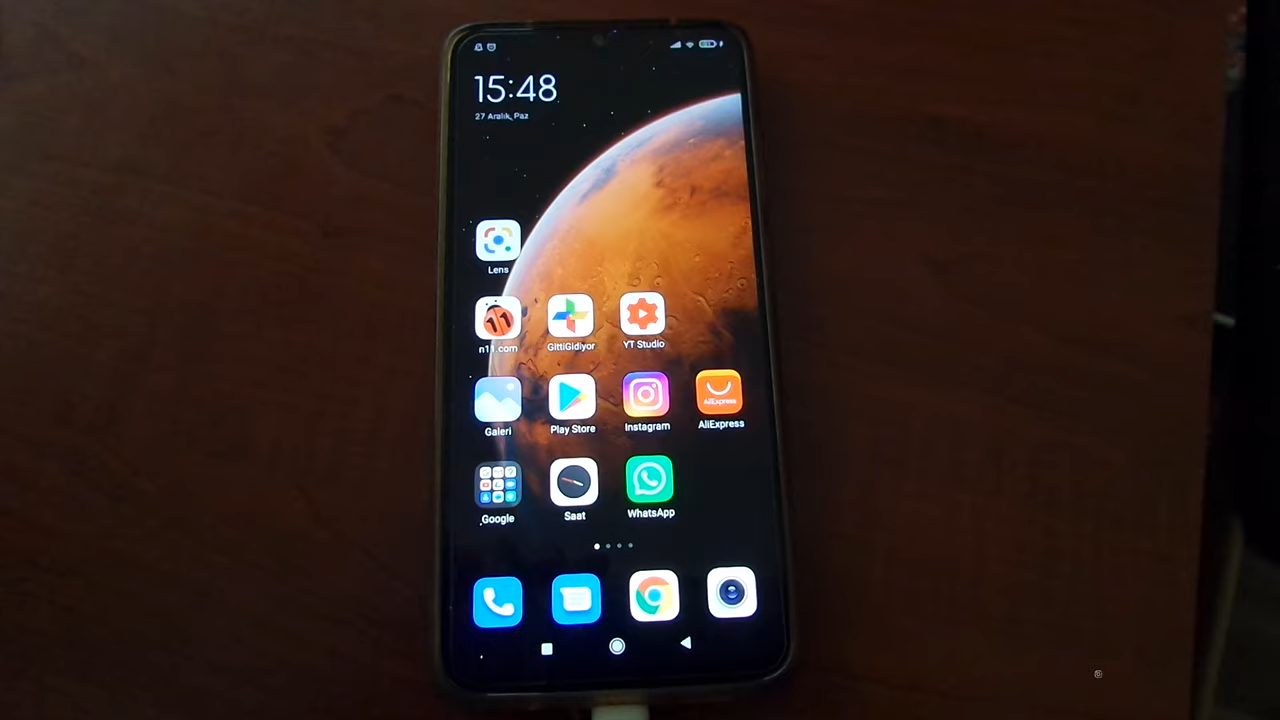 15:48
27 Aralık, Paz
Lens
n11.com
GittiGidiyor
YT Studio
Galeri
Play Store
Instagram
AliExpress
AliExpress
Google
Saat
WhatsApp